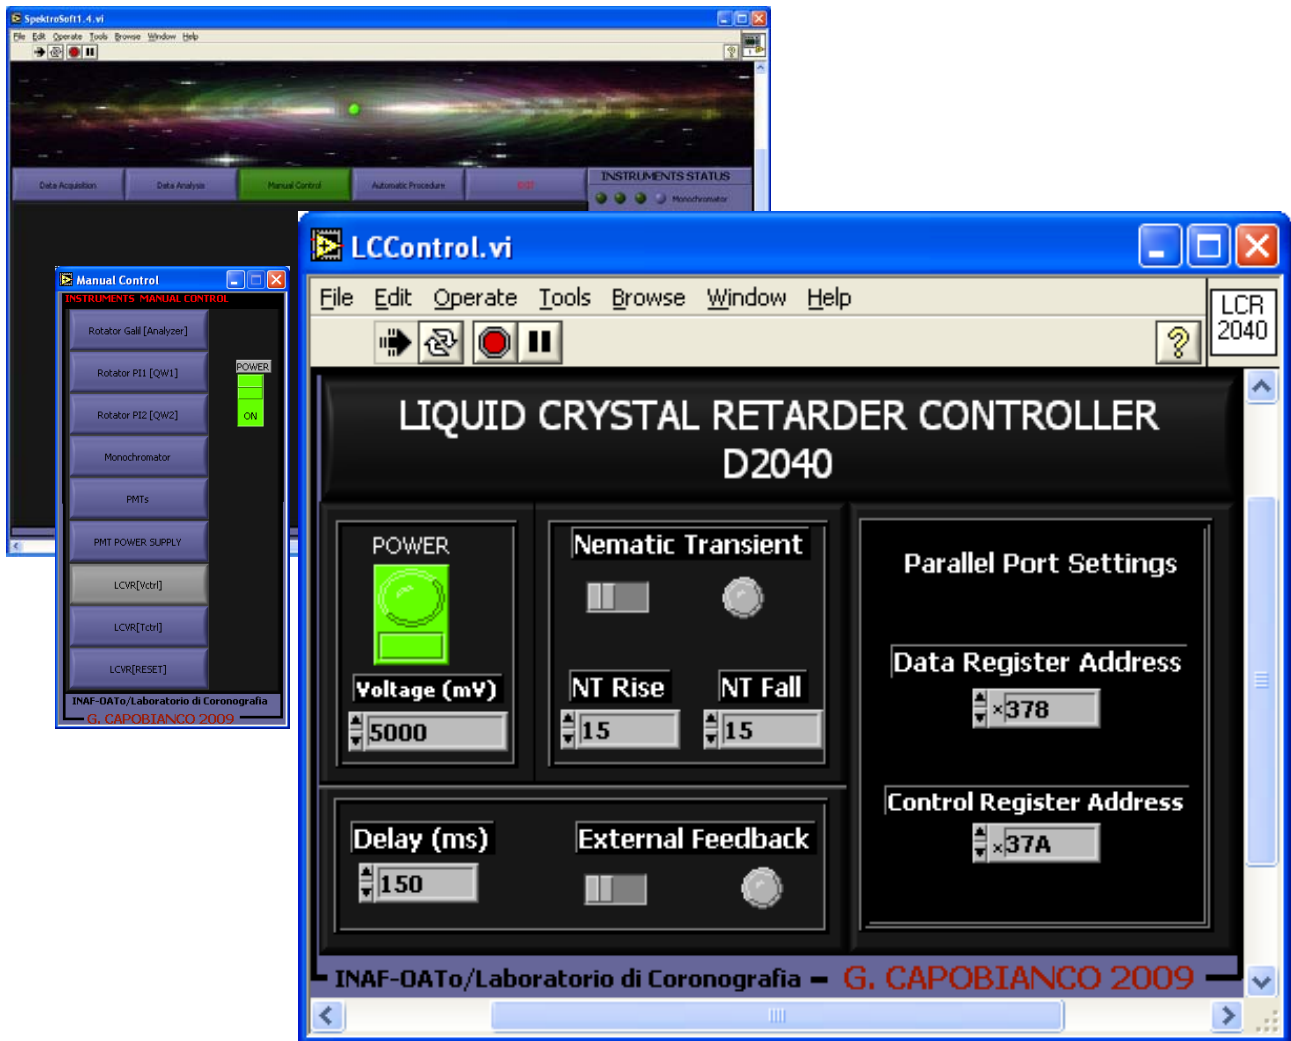 SpektroSoft1.4.vi
File Edit Operate Tools Browse Window Help
Data Acquisition
Data Analysis
Manual Control
Automatic Procedure
EXIT
INSTRUMENTS STATUS
Monochromator
Manual Control
INSTRUMENTS MANUAL CONTROL
Rotator Galil [Analyzer]
Rotator PI1 [QW1]
Rotator PI2 [QW2]
Monochromator
PMTs
PMT POWER SUPPLY
LCVR[Vctrl]
LCVR[Tctrl]
LCVR[RESET]
POWER
ON
INAF-OATo/Laboratorio di Coronografia
G. CAPOBIANCO 2009
LCControl.vi
File Edit Operate Tools Browse Window Help
?
LCR
2040
LIQUID CRYSTAL RETARDER CONTROLLER
D2040
POWER
Voltage (mV)
5000
Nematic Transient
NT Rise
NT Fall
15
15
Parallel Port Settings
Data Register Address
×378
Control Register Address
×37A
Delay (ms)
150
External Feedback
INAF-OATo/Laboratorio di Coronografia
G. CAPOBIANCO 2009